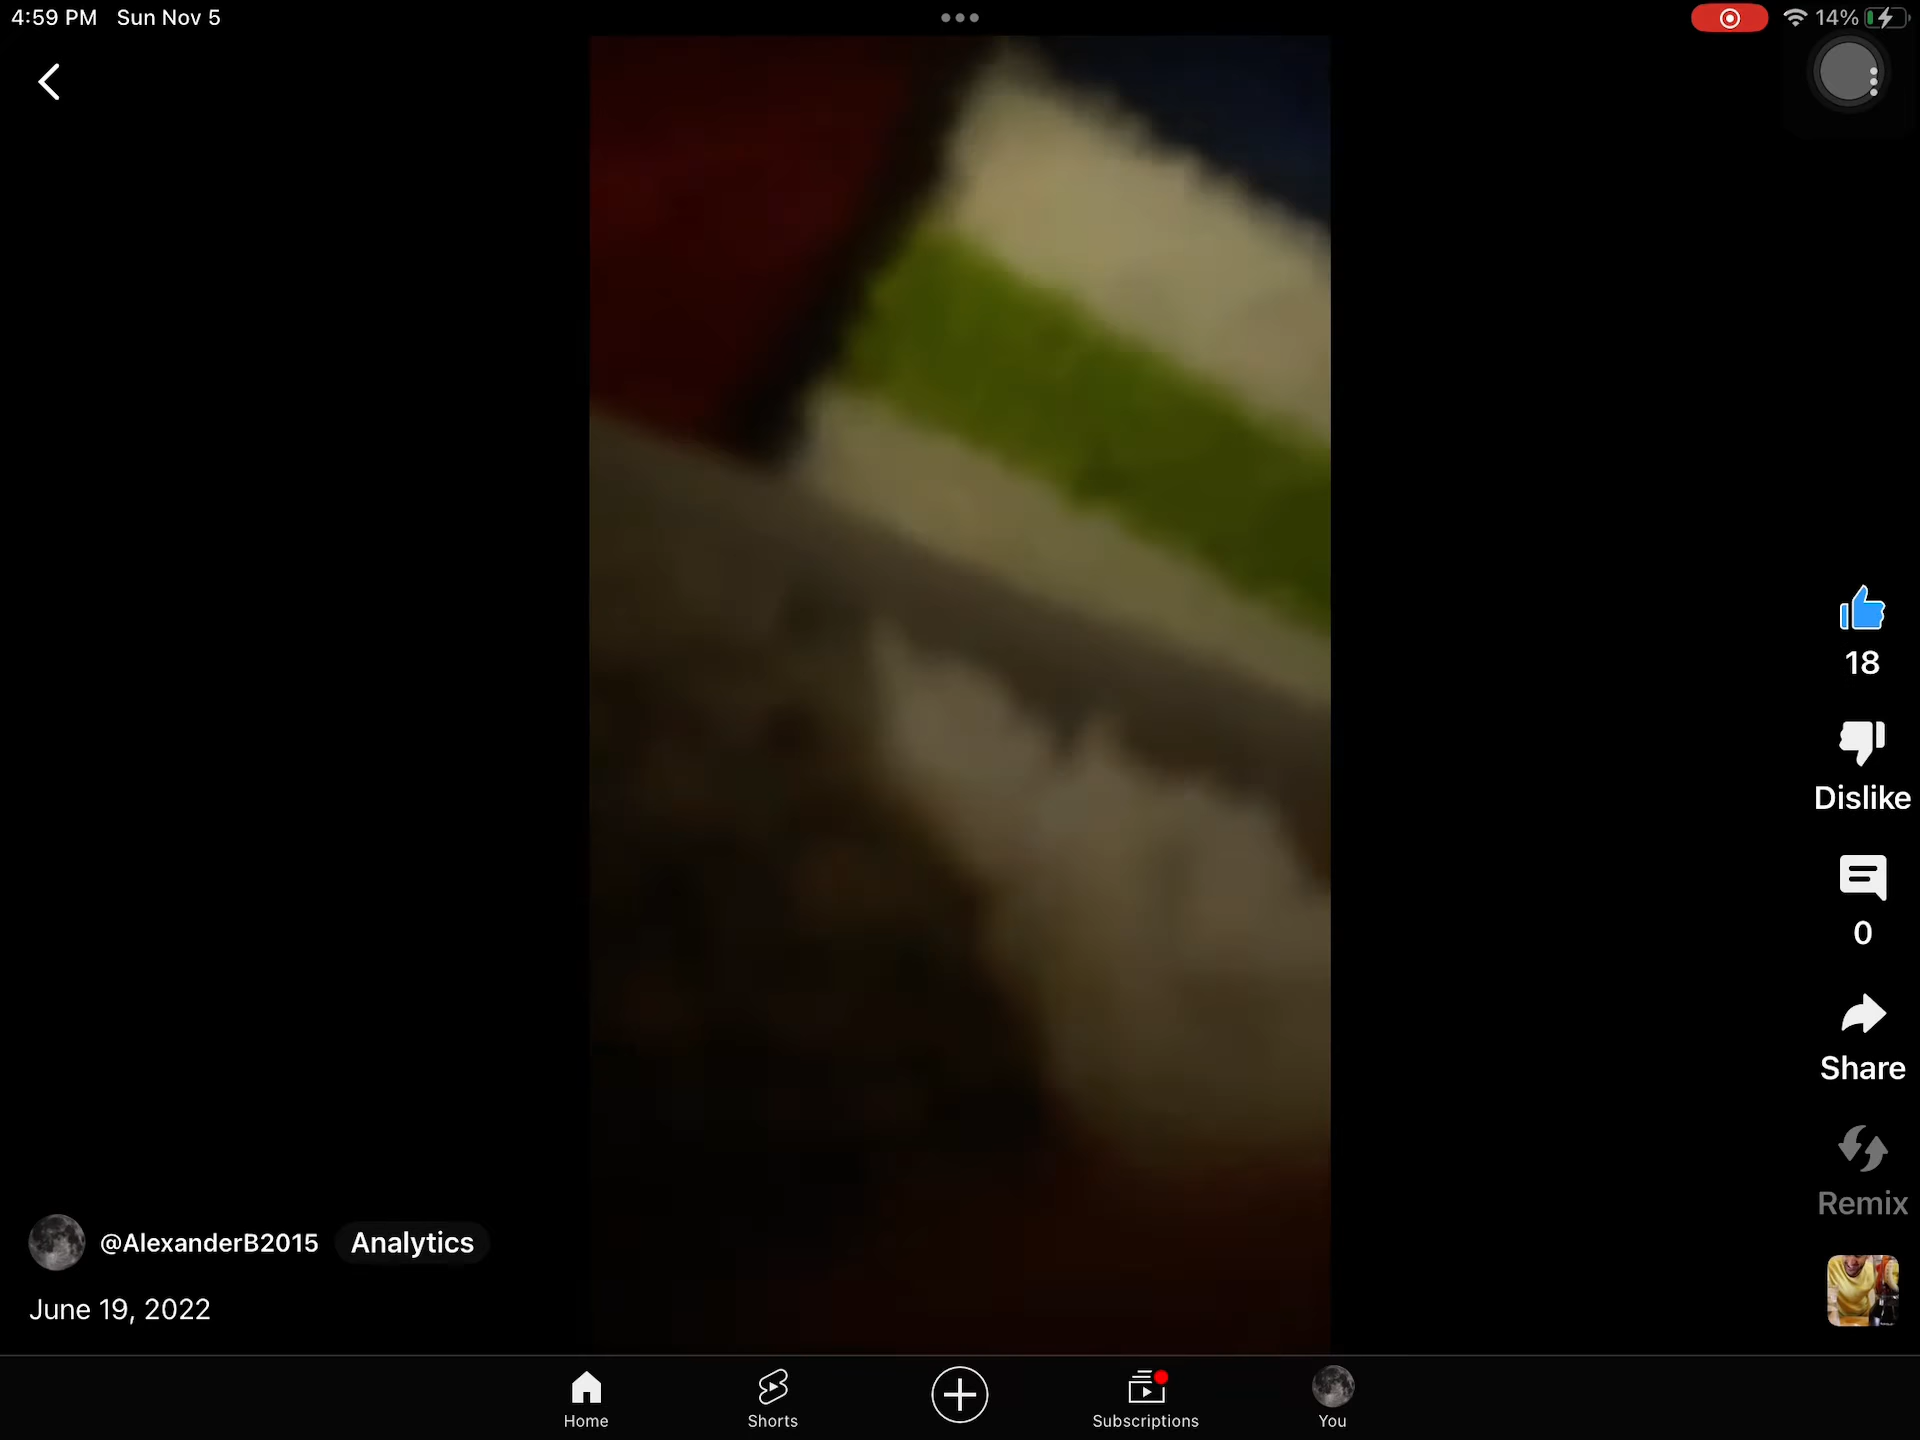 4:59 PM Sun Nov 5
14%
18
Dislike
0
Share
Remix
@AlexanderB2015 Analytics
June 19, 2022
Home Shorts Subscriptions You